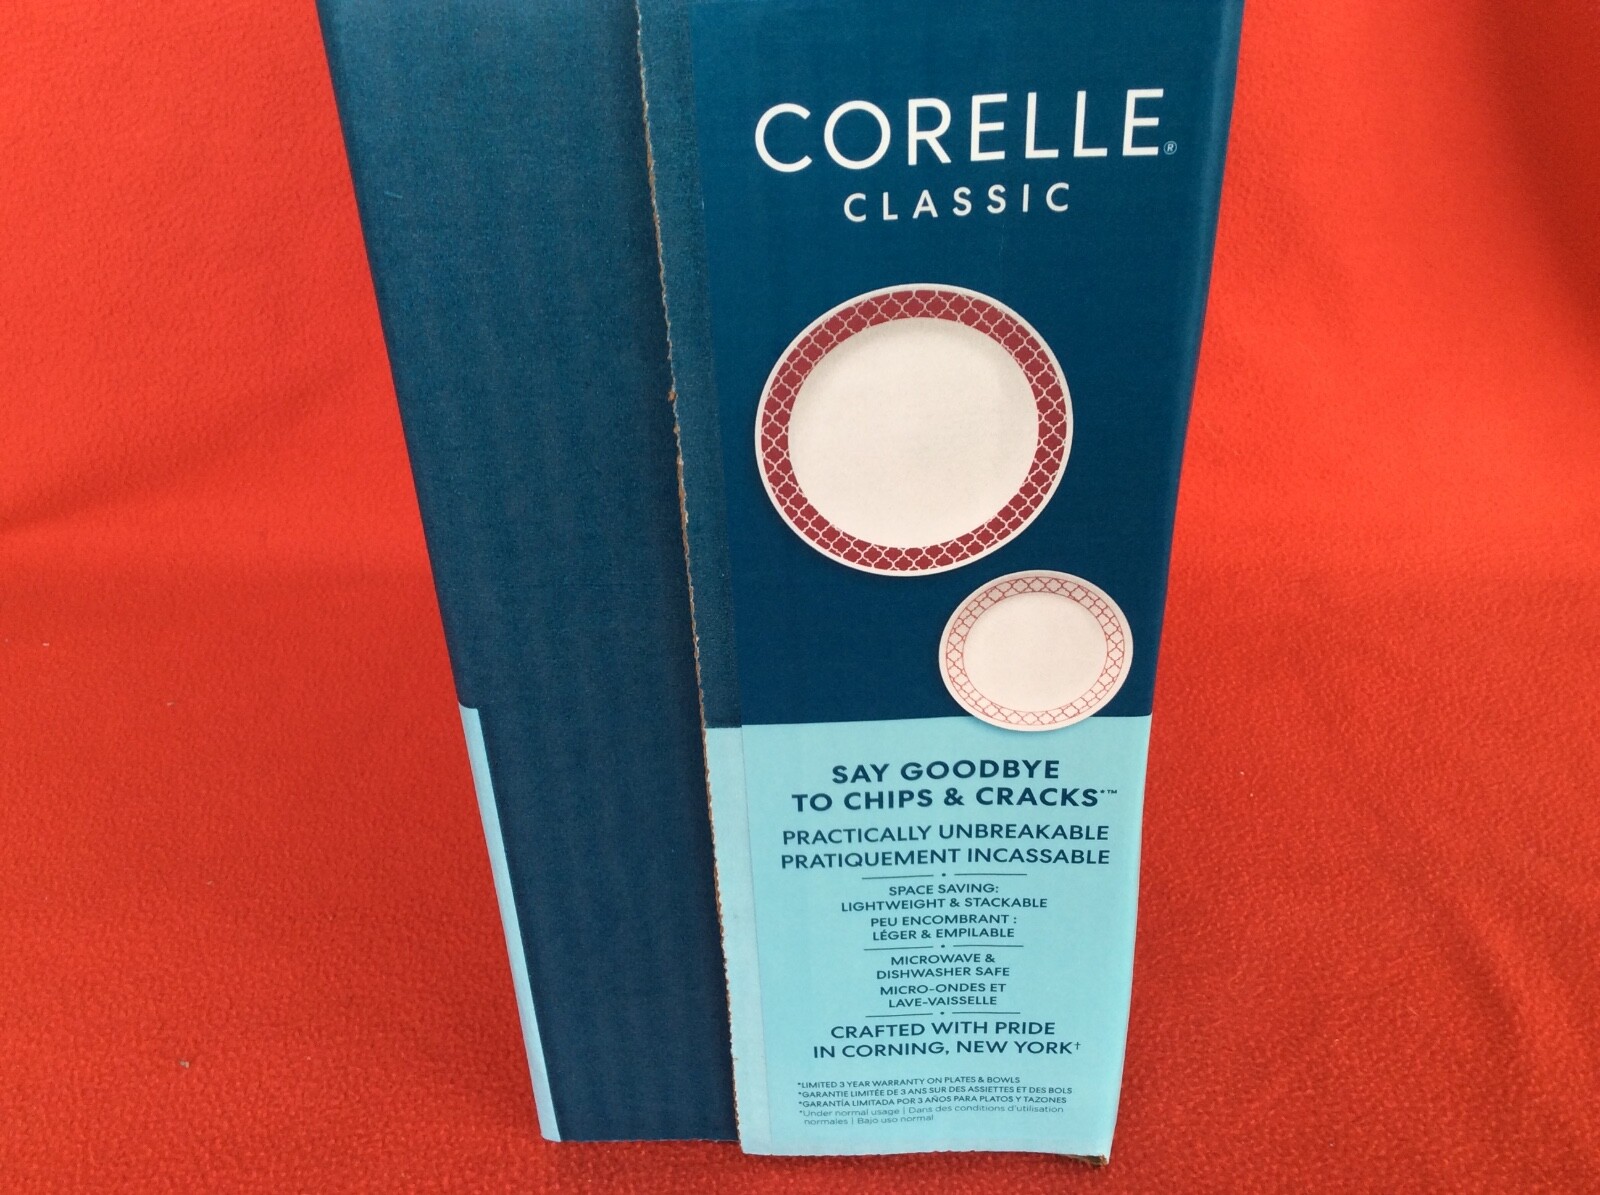 CORELLE®
CLASSIC
SAY GOODBYE
TO CHIPS & CRACKS*™
PRACTICALLY UNBREAKABLE
PRATIQUEMENT INCASSABLE
SPACE SAVING:
LIGHTWEIGHT & STACKABLE
PEU ENCOMBRANT :
LÉGER & EMPILABLE
MICROWAVE &
DISHWASHER SAFE
MICRO-ONDES ET
LAVE-VAISSELLE
CRAFTED WITH PRIDE
IN CORNING, NEW YORK†
*LIMITED 3 YEAR WARRANTY ON PLATES & BOWLS
*GARANTIE LIMITÉE DE 3 ANS SUR DES ASSIETTES ET DES BOLS
*GARANTÍA LIMITADA POR 3 AÑOS PARA PLATOS Y TAZONES
*Under normal usage | Dans des conditions d'utilisation
normales | Bajo uso normal